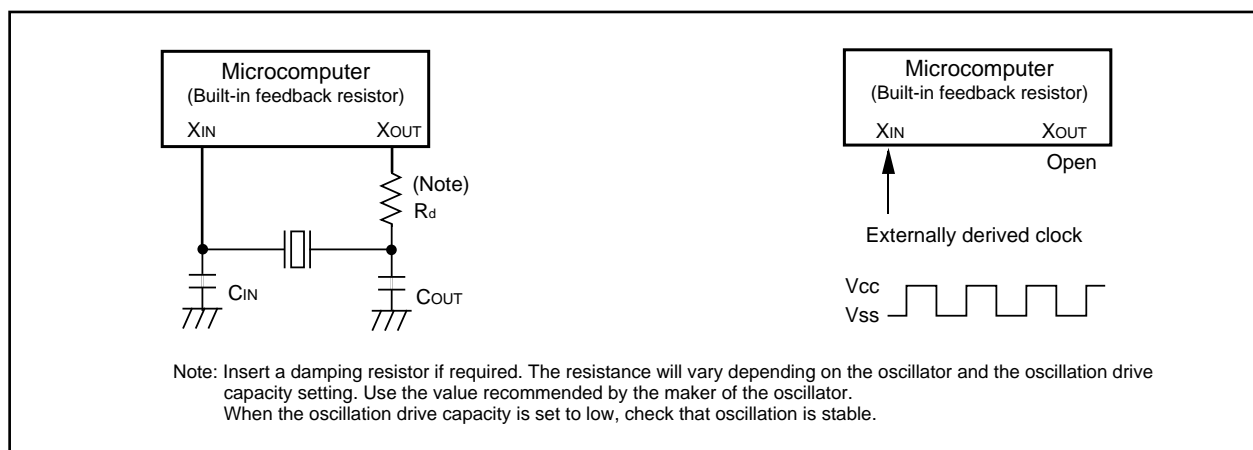 Microcomputer
(Built-in feedback resistor)
XIN XOUT
(Note)
Rd
CIN
COUT
Microcomputer
(Built-in feedback resistor)
XIN XOUT
Open
Externally derived clock
Vcc
Vss
Note: Insert a damping resistor if required. The resistance will vary depending on the oscillator and the oscillation drive
capacity setting. Use the value recommended by the maker of the oscillator.
When the oscillation drive capacity is set to low, check that oscillation is stable.